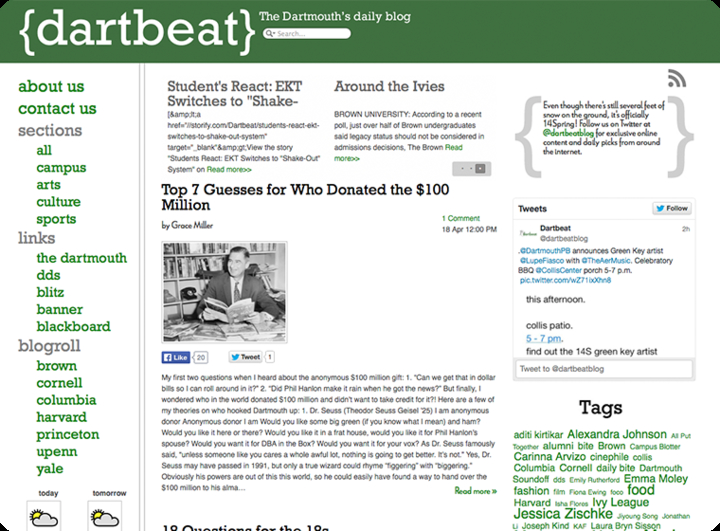 {dartbeat}
The Dartmouth's daily blog
Search...
about us
contact us
sections
all
campus
arts
culture
sports
links
the dartmouth
dds
blitz
banner
blackboard
blogroll
brown
cornell
columbia
harvard
princeton
upenn
yale
today
tomorrow
Student's React: EKT
Switches to "Shake-
[&amp;lt;a
href="//storify.com/Dartbeat/students-react-ekt-
switches-to-shake-out-system"
target="_blank"&amp;gt;View the story
"Students React: EKT Switches to "Shake-Out"
System" on Read more>>
Around the Ivies
BROWN UNIVERSITY: According to a recent
poll, just over half of Brown undergraduates
said legacy status should not be considered in
admissions decisions, The Brown Read
more>>
Top 7 Guesses for Who Donated the $100
Million
by Grace Miller
1 Comment
18 Apr 12:00 PM
Like 20
Tweet 1
My first two questions when I heard about the anonymous $100 million gift: 1. "Can we get that in dollar
bills so I can roll around in it?" 2. "Did Phil Hanlon make it rain when he got the news?" But finally, I
wondered who in the world donated $100 million and didn't want to take credit for it?! Here are a few of
my theories on who hooked Dartmouth up: 1. Dr. Seuss (Theodor Seuss Geisel '25) I am anonymous
donor Anonymous donor I am Would you like some big green (if you know what I mean) and ham?
Would you like it here or there? Would you like it in a frat house, would you like it for Phil Hanlon's
spouse? Would you want it for DBA in the Box? Would you want it for your vox? As Dr. Seuss famously
said, "unless someone like you cares a whole awful lot, nothing is going to get better. It's not." Yes, Dr.
Seuss may have passed in 1991, but only a true wizard could rhyme "figgering" with "biggering."
Obviously his powers are out of this world, so he could easily have found a way to hand over the
$100 million to his alma…
Read more »
18 Questions for the 18s
Even though there's still several feet of
snow on the ground, it's officially
14Spring! Follow us on Twitter at
@dartbeatblog for exclusive online
content and daily picks from around
the internet.
Tweets
Follow
Dartbeat
@dartbeatblog
2h
.@DartmouthPB announces Green Key artist
@LupeFiasco with @TheAerMusic. Celebratory
BBQ @CollisCenter porch 5-7 p.m.
pic.twitter.com/wZ71ixXhn8
this afternoon.
collis patio.
5 - 7 pm.
find out the 14S green key artist
Tweet to @dartbeatblog
Tags
aditi kirtikar Alexandra Johnson All Put
Together alumni bite Brown Campus Blotter
Carinna Arvizo cinephile collis
Columbia Cornell daily bite Dartmouth
Soundoff dds Emily Rutherford Emma Moley
fashion film Fiona Ewing foco food
Harvard Isha Flores Ivy League
Jessica Zischke Jiyoung Song Jonathan
Li Joseph Kind KAF Laura Bryn Sisson